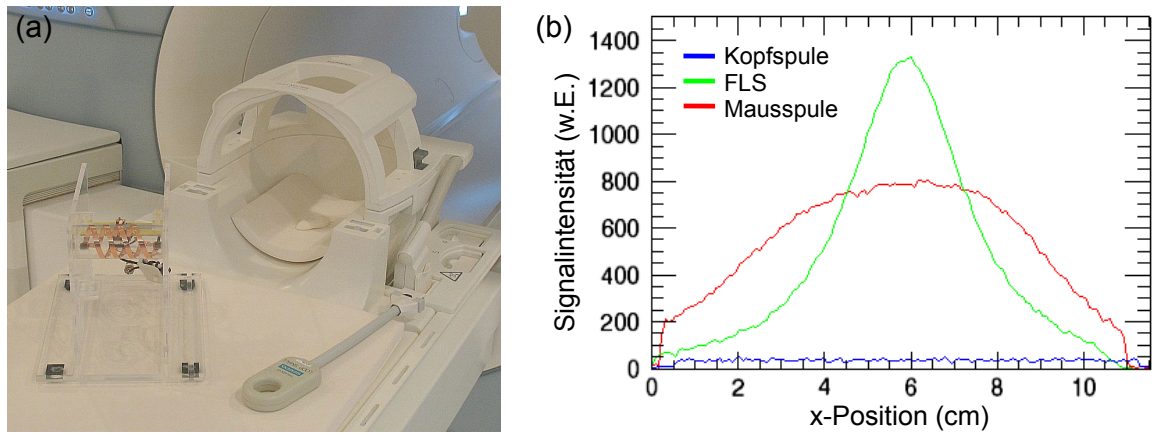 (a)
(b)
1400
1200
1000
800
600
400
200
0
Signalintensität (w.E.)
Kopfspule
FLS
Mausspule
0 2 4 6 8 10
x-Position (cm)